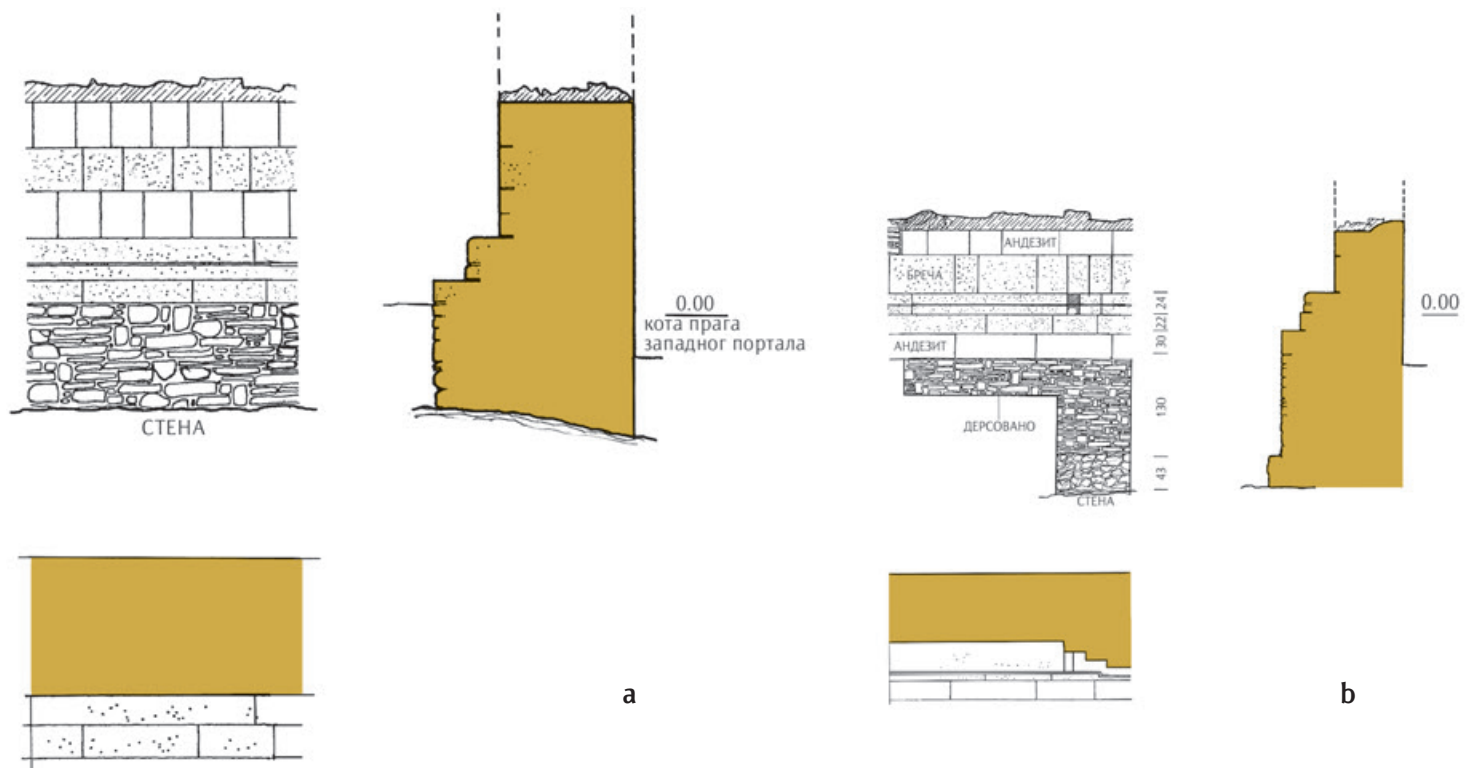 СТЕНА
0.00
кота прага
западног портала
a
АНДЕЗИТ
БРЕЧА
АНДЕЗИТ
ДЕРСОВАНО
СТЕНА
24
22
30
130
43
0.00
b